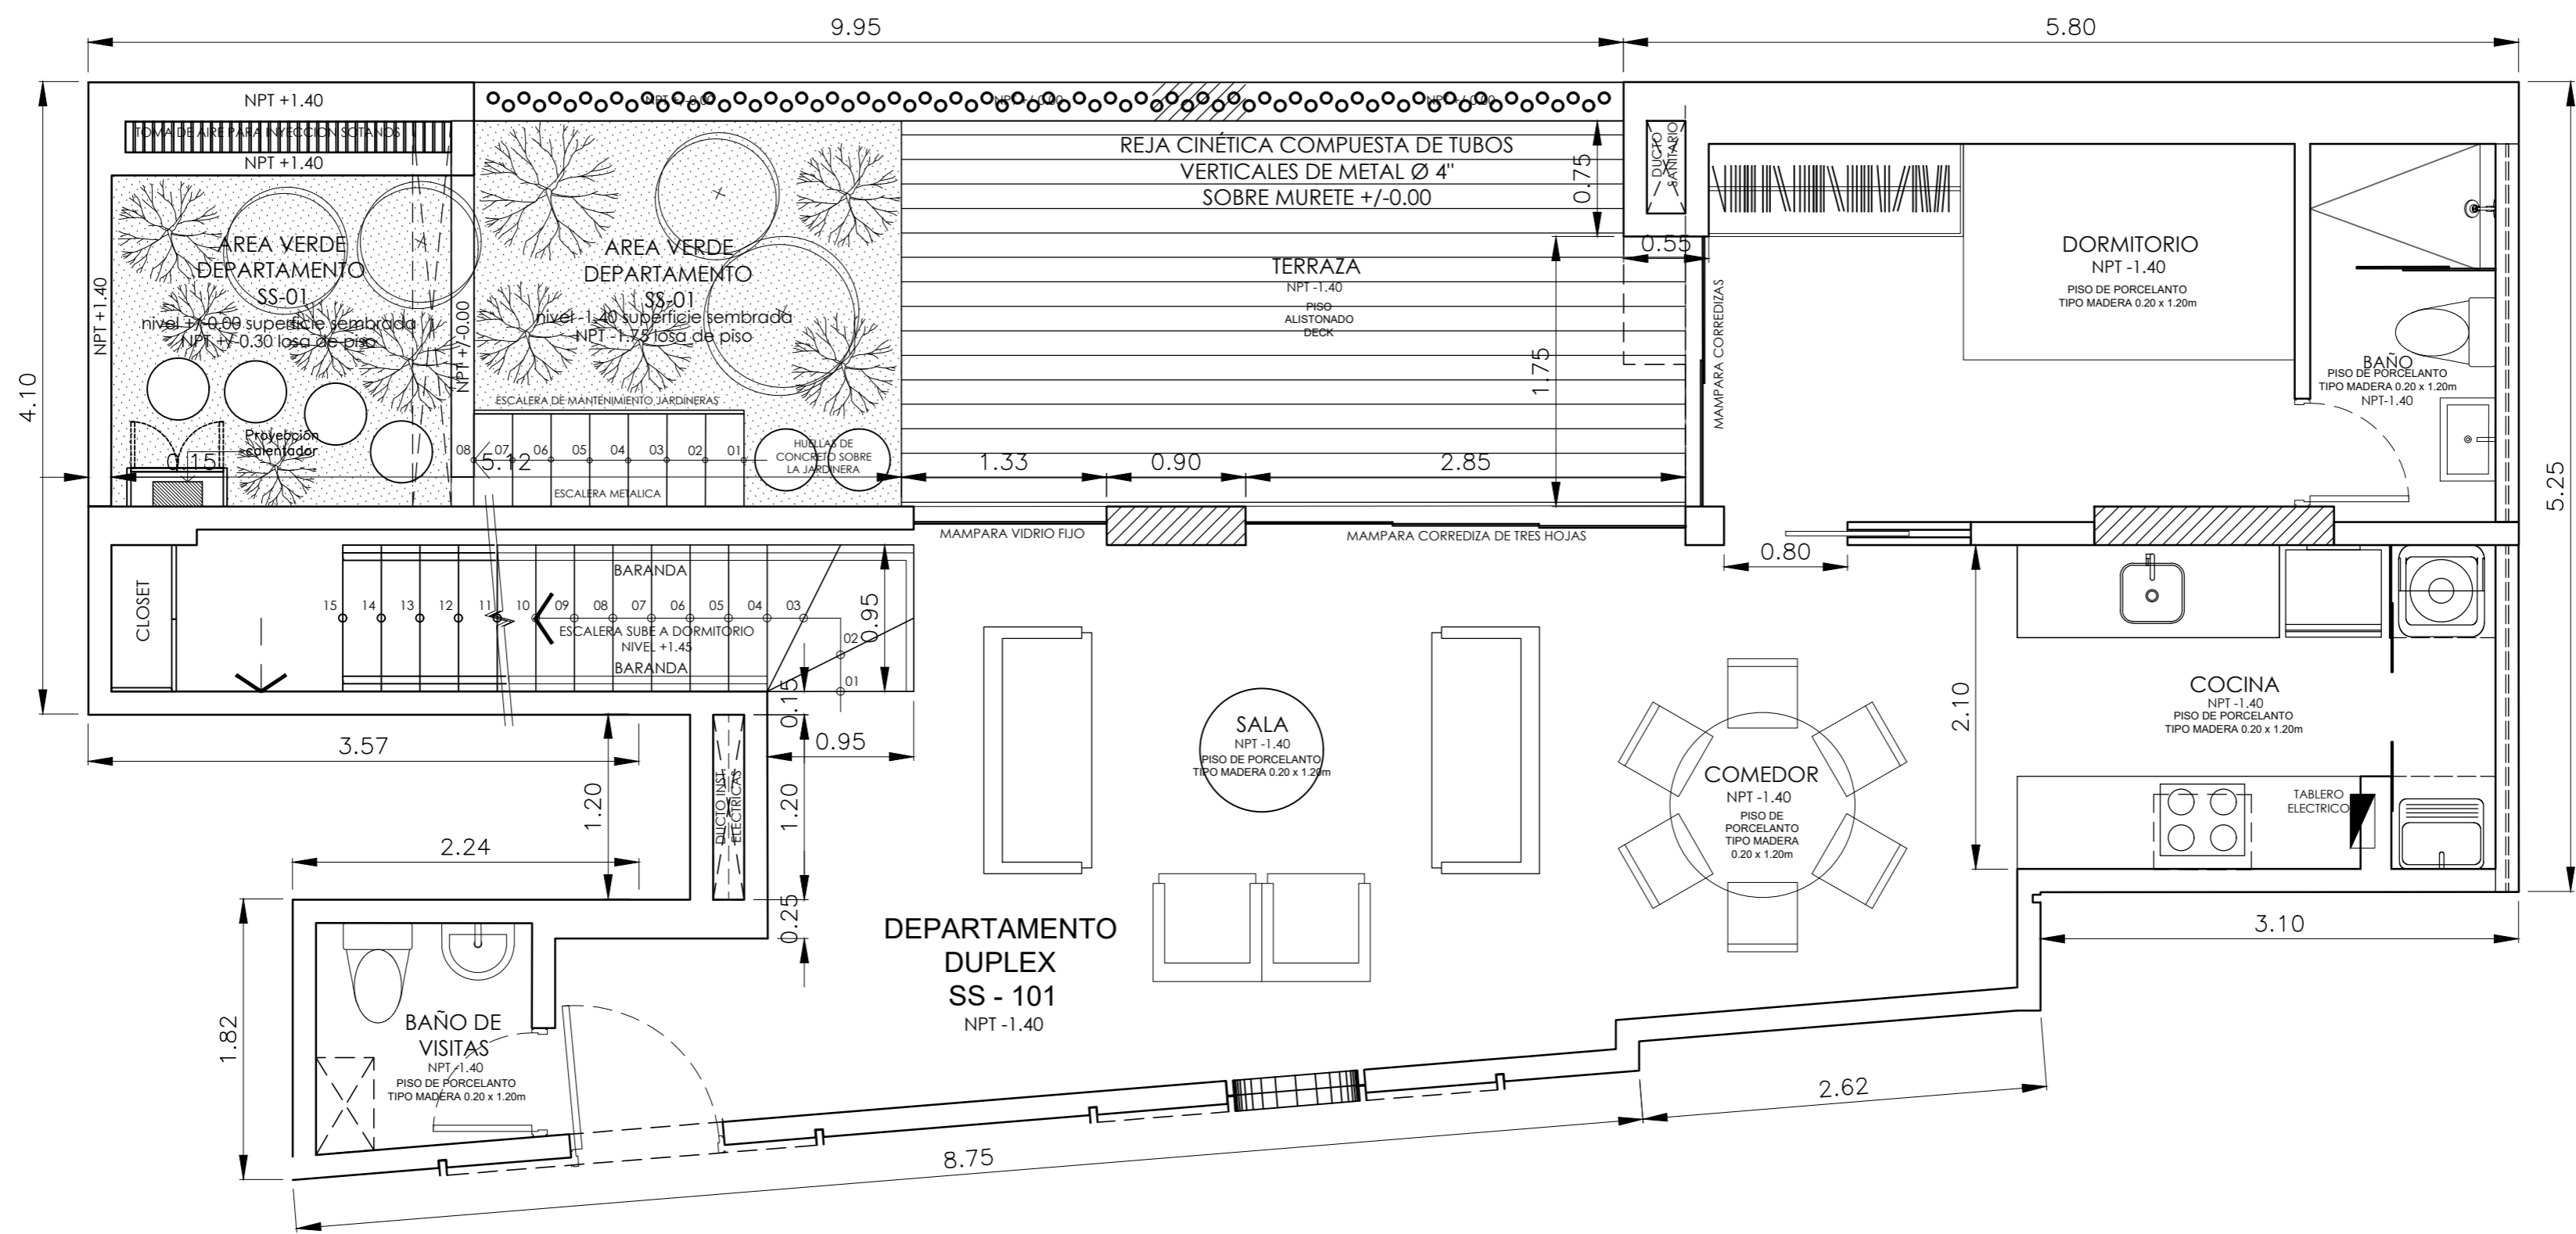 9.95
5.80
NPT +1.40
NPT +/-0.00
NPT +/-0.00
NPT +/-0.00
TOMA DE AIRE PARA INYECCION SOTANOS
NPT +1.40
REJA CINÉTICA COMPUESTA DE TUBOS
VERTICALES DE METAL Ø 4"
SOBRE MURETE +/-0.00
0.75
DUCTO
SANITARIO
AREA VERDE
DEPARTAMENTO
SS-01
nivel +/-0.00 superficie sembrada
NPT +/-0.30 losa de piso
NPT +1.40
NPT +/-0.00
AREA VERDE
DEPARTAMENTO
SS-01
nivel -1.40 superficie sembrada
NPT -1.75 losa de piso
TERRAZA
NPT -1.40
PISO
ALISTONADO
DECK
0.55
1.75
MAMPARA CORREDIZAS
DORMITORIO
NPT -1.40
PISO DE PORCELANTO
TIPO MADERA 0.20 x 1.20m
BAÑO
PISO DE PORCELANTO
TIPO MADERA 0.20 x 1.20m
NPT-1.40
4.10
5.25
ESCALERA DE MANTENIMIENTO JARDINERAS
Proyección
calentador
0.15
08
07
06
05
04
03
02
01
5.12
HUELLAS DE
CONCRETO SOBRE
LA JARDINERA
ESCALERA METALICA
1.33
0.90
2.85
MAMPARA VIDRIO FIJO
MAMPARA CORREDIZA DE TRES HOJAS
0.80
CLOSET
BARANDA
15
14
13
12
11
10
09
08
07
06
05
04
03
02
01
ESCALERA SUBE A DORMITORIO
NIVEL +1.45
BARANDA
0.95
0.15
0.95
3.57
1.20
DUCTO INST.
ELECTRICAS
1.20
SALA
NPT -1.40
PISO DE PORCELANTO
TIPO MADERA 0.20 x 1.20m
COMEDOR
NPT -1.40
PISO DE
PORCELANTO
TIPO MADERA
0.20 x 1.20m
2.10
COCINA
NPT -1.40
PISO DE PORCELANTO
TIPO MADERA 0.20 x 1.20m
TABLERO
ELECTRICO
2.24
0.25
3.10
DEPARTAMENTO
DUPLEX
SS - 101
NPT -1.40
1.82
BAÑO DE
VISITAS
NPT -1.40
PISO DE PORCELANTO
TIPO MADERA 0.20 x 1.20m
2.62
8.75